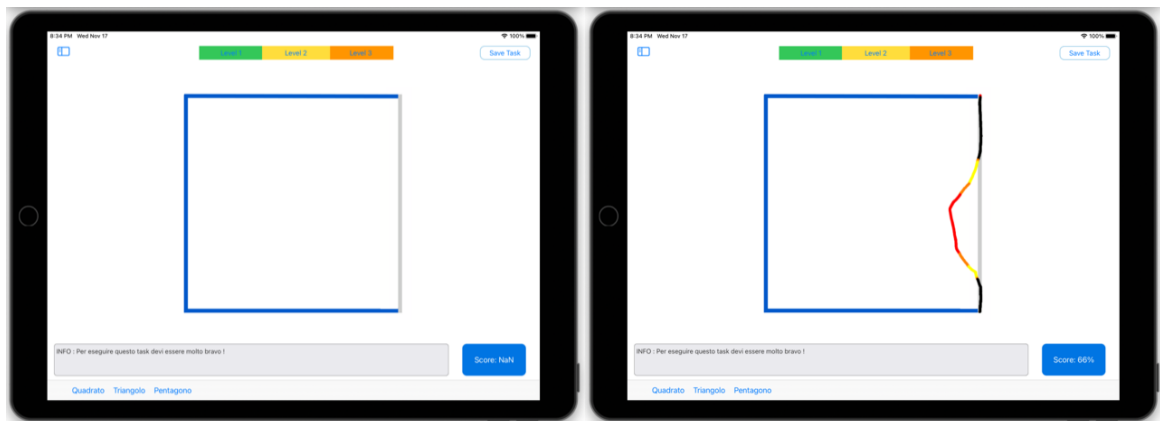 8:34 PM Wed Nov 17
100%
Level 1 Level 2 Level 3
Save Task
INFO : Per eseguire questo task devi essere molto bravo !
Score: NaN
Quadrato Triangolo Pentagono
8:34 PM Wed Nov 17
100%
Level 1 Level 2 Level 3
Save Task
INFO : Per eseguire questo task devi essere molto bravo !
Score: 66%
Quadrato Triangolo Pentagono